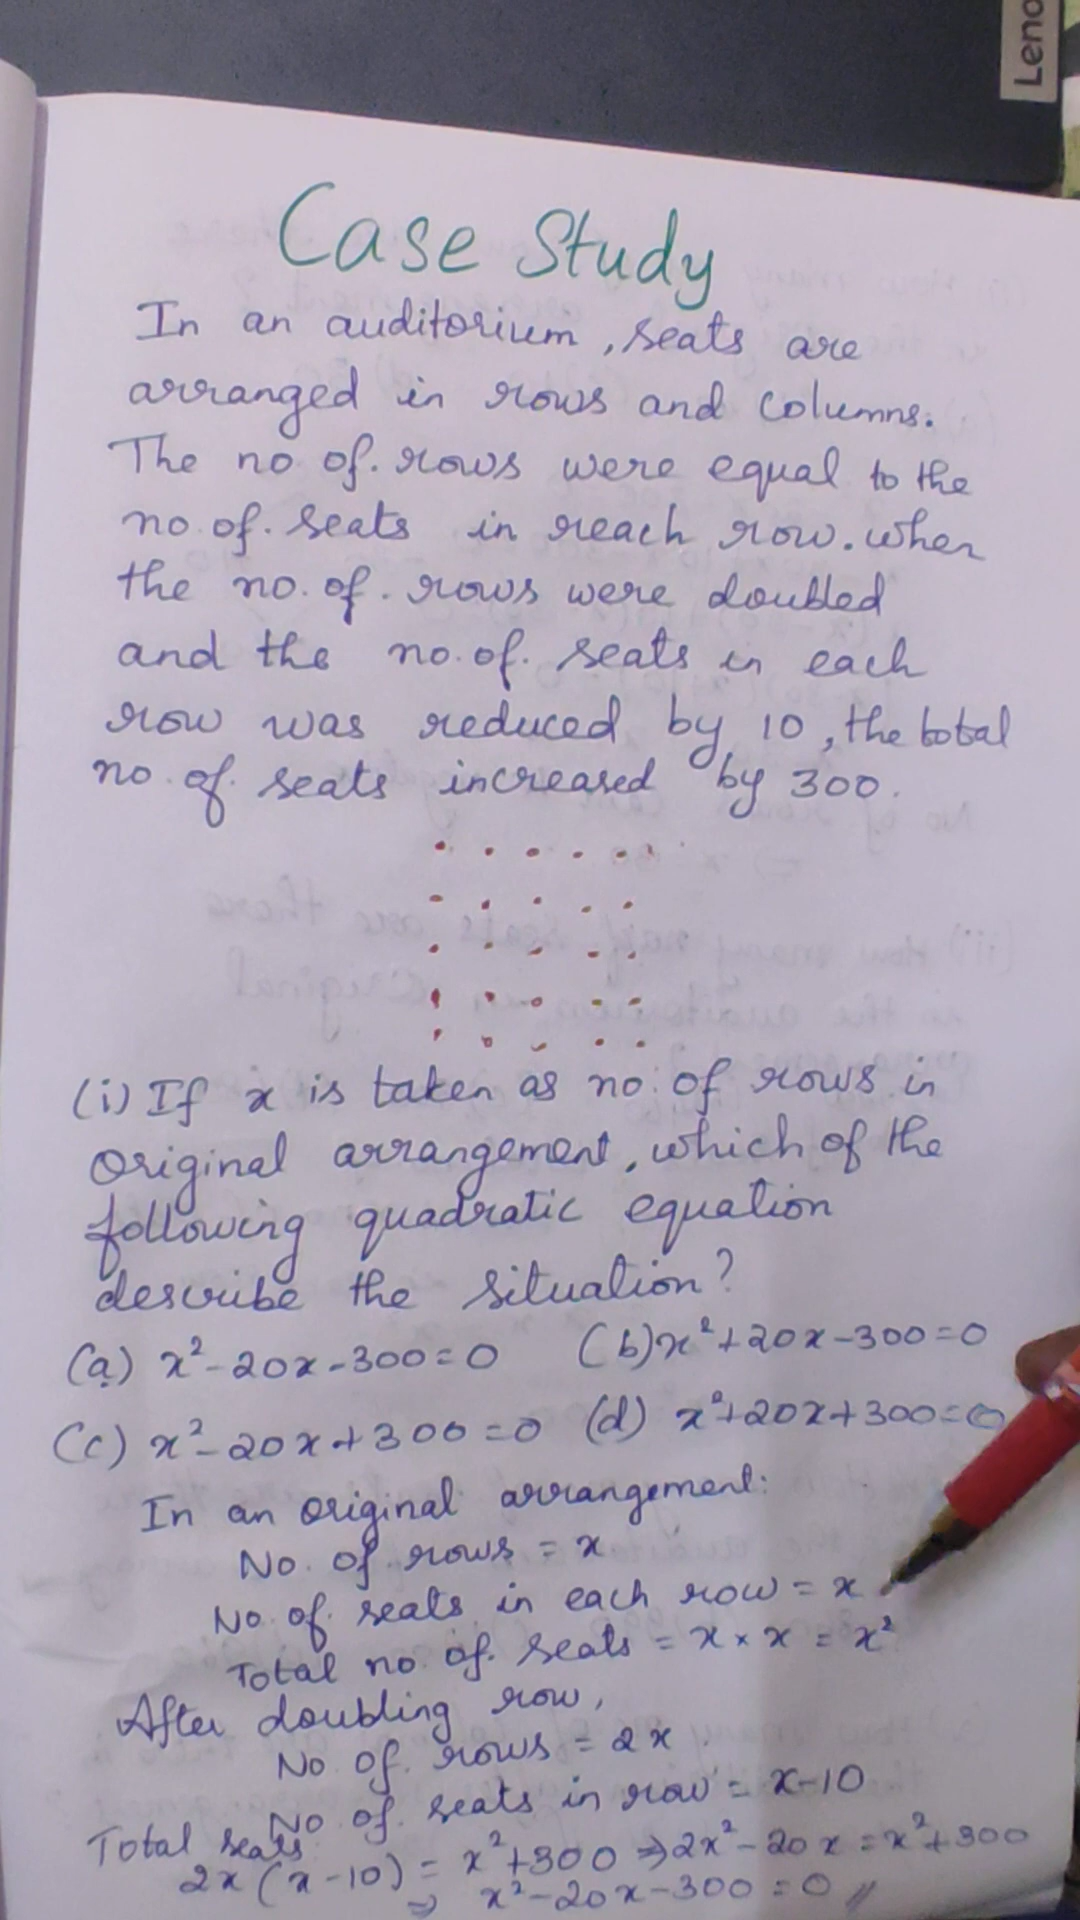 Leno
Case Study
In an auditorium, seats are
arranged in rows and columns.
The no of. rows were equal to the
no. of. seats in reach row. when
the no. of. rows were doubled
and the no. of. seats in each
row was reduced by 10, the total
no. of. seats increased by 300.
(i) If x is taken as no. of rows in
Original arrangement, which of the
following quadratic equation
describe the situation?
(a) x²-20x-300=0 (b) x²+20x-300=0
(c) x²-20x+300=0 (d) x²+20x+300=0
In an original arrangement:
No. of. rows = x
No. of. seats in each row = x
Total no. of. seats = x × x = x²
After doubling row,
No of. rows = 2x
No of. seats in row = x-10
Total seats
2x(x-10) = x²+300 ⇒ 2x²-20x = x²+300
⇒ x²-20x-300=0 //